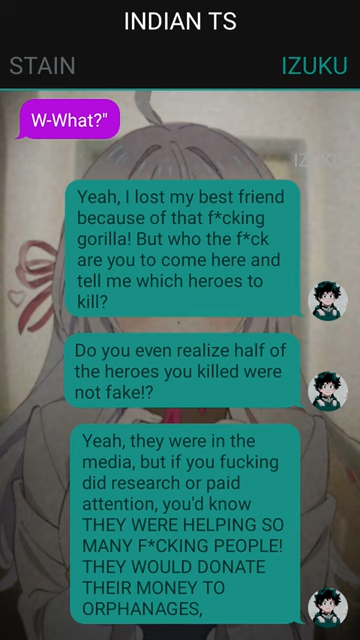 INDIAN TS
STAIN IZUKU
W-What?"
IZUKU
Yeah, I lost my best friend
because of that f*cking
gorilla! But who the f*ck
are you to come here and
tell me which heroes to
kill?
Do you even realize half of
the heroes you killed were
not fake!?
Yeah, they were in the
media, but if you fucking
did research or paid
attention, you'd know
THEY WERE HELPING SO
MANY F*CKING PEOPLE!
THEY WOULD DONATE
THEIR MONEY TO
ORPHANAGES,